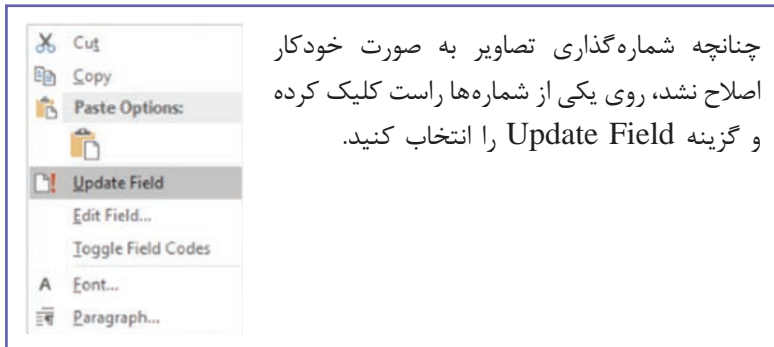 چنانچه شماره‌گذاری تصاویر به صورت خودکار
اصلاح نشد، روی یکی از شماره‌ها راست کلیک کرده
و گزینه Update Field را انتخاب کنید.
Cut
Copy
Paste Options:
Update Field
Edit Field...
Toggle Field Codes
A Font...
Paragraph...